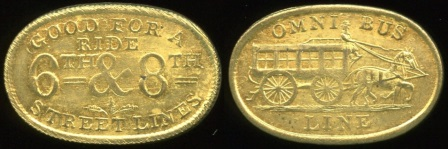 GOOD FOR A
RIDE
6TH & 8TH
STREET LINES
OMNIBUS
LINE